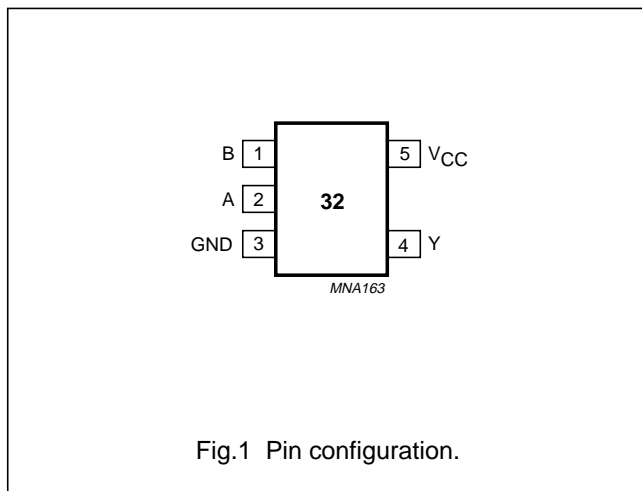 B 1
5 VCC
A 2
32
GND 3
4 Y
MNA163
Fig.1 Pin configuration.